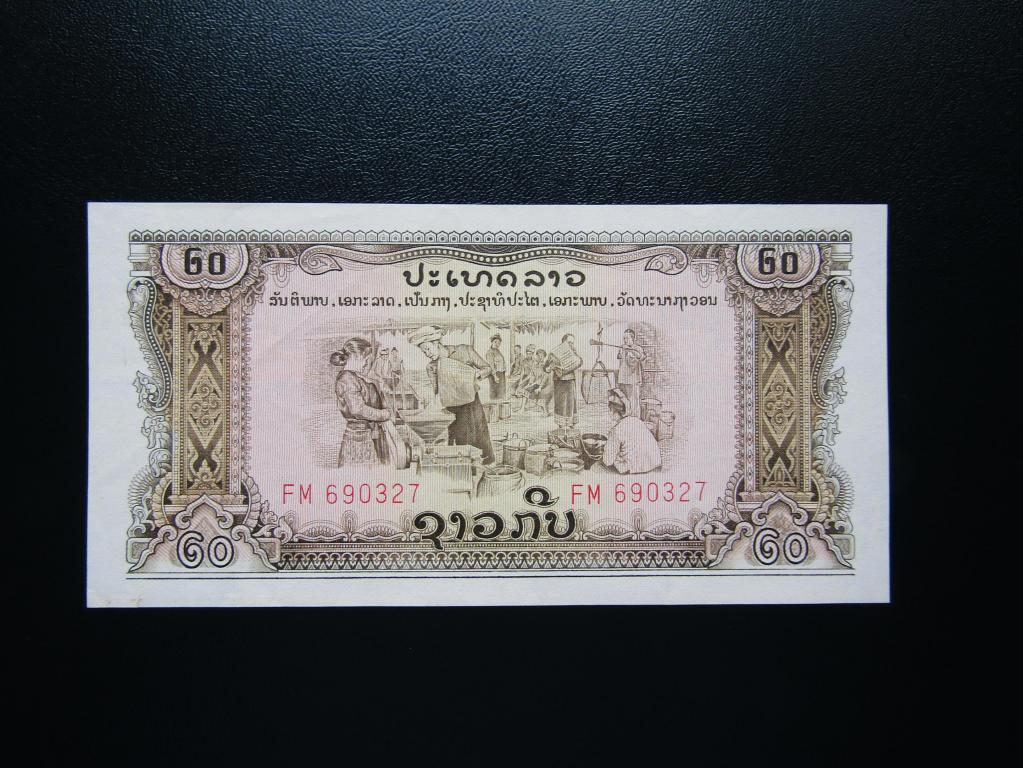 ໒໐ ໒໐
ປະເທດລາວ
ສັນຕິພາບ, ເອກະລາດ, ເປັນກາງ, ປະຊາທິປະໄຕ, ເອກະພາບ, ວັດທະນາຖາວອນ
FM 690327 FM 690327
ຊາວກີບ
໒໐ ໒໐